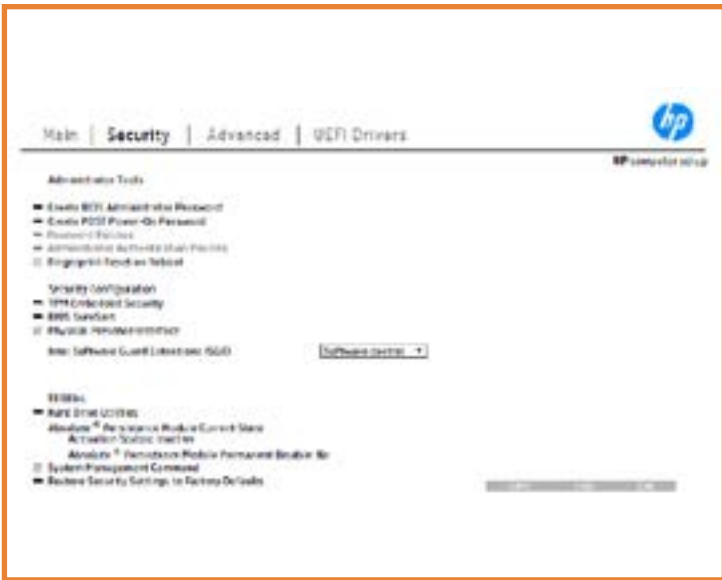 hp
Main | Security | Advanced | UEFI Drivers
HP computer setup
Administrator Tools
Create BIOS Administrator Password
Create POST Power-On Password
Password Policies
Administrator Authentication Policies
Fingerprint Reset on Reboot
Security Configuration
TPM Embedded Security
BIOS SureStart
Physical Presence Interface
Intel Software Guard Extensions (SGX)
Software control
Utilities
Hard Drive Utilities
Absolute® Persistence Module Current State
Activation Status: Inactive
Absolute® Persistence Module Permanent Disable: No
System Management Command
Restore Security Settings to Factory Defaults